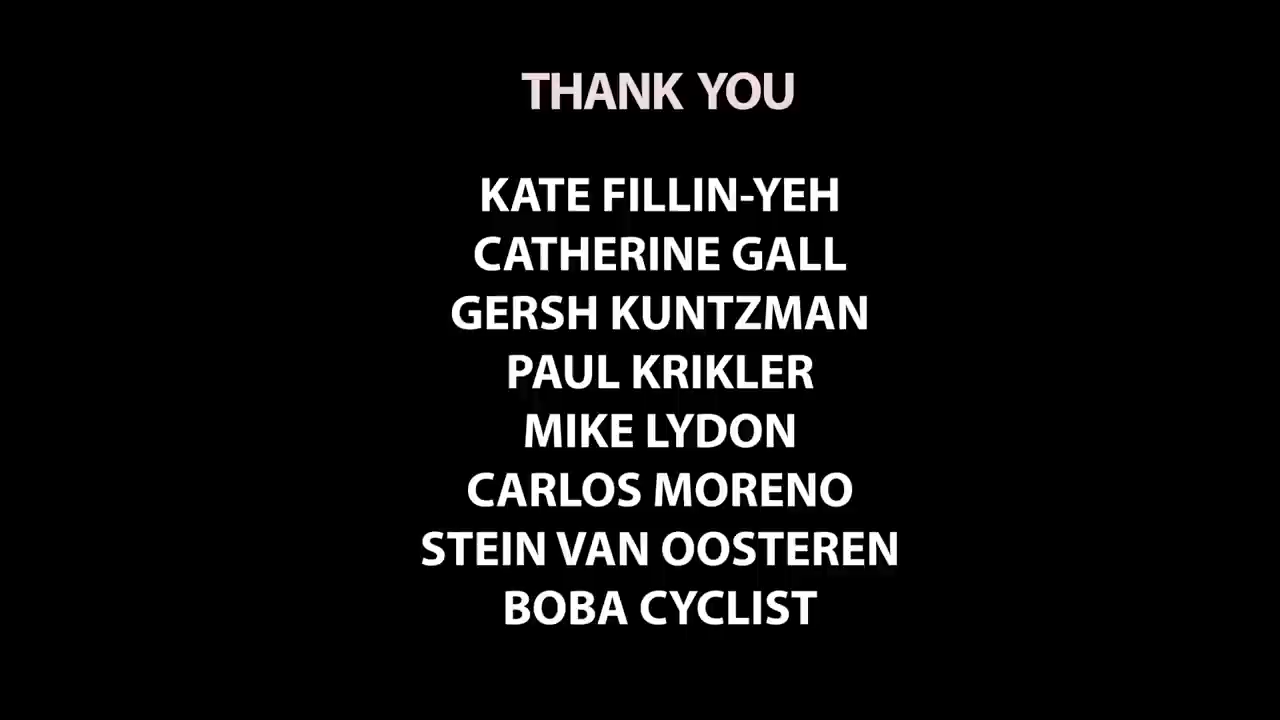 THANK YOU
KATE FILLIN-YEH
CATHERINE GALL
GERSH KUNTZMAN
PAUL KRIKLER
MIKE LYDON
CARLOS MORENO
STEIN VAN OOSTEREN
BOBA CYCLIST